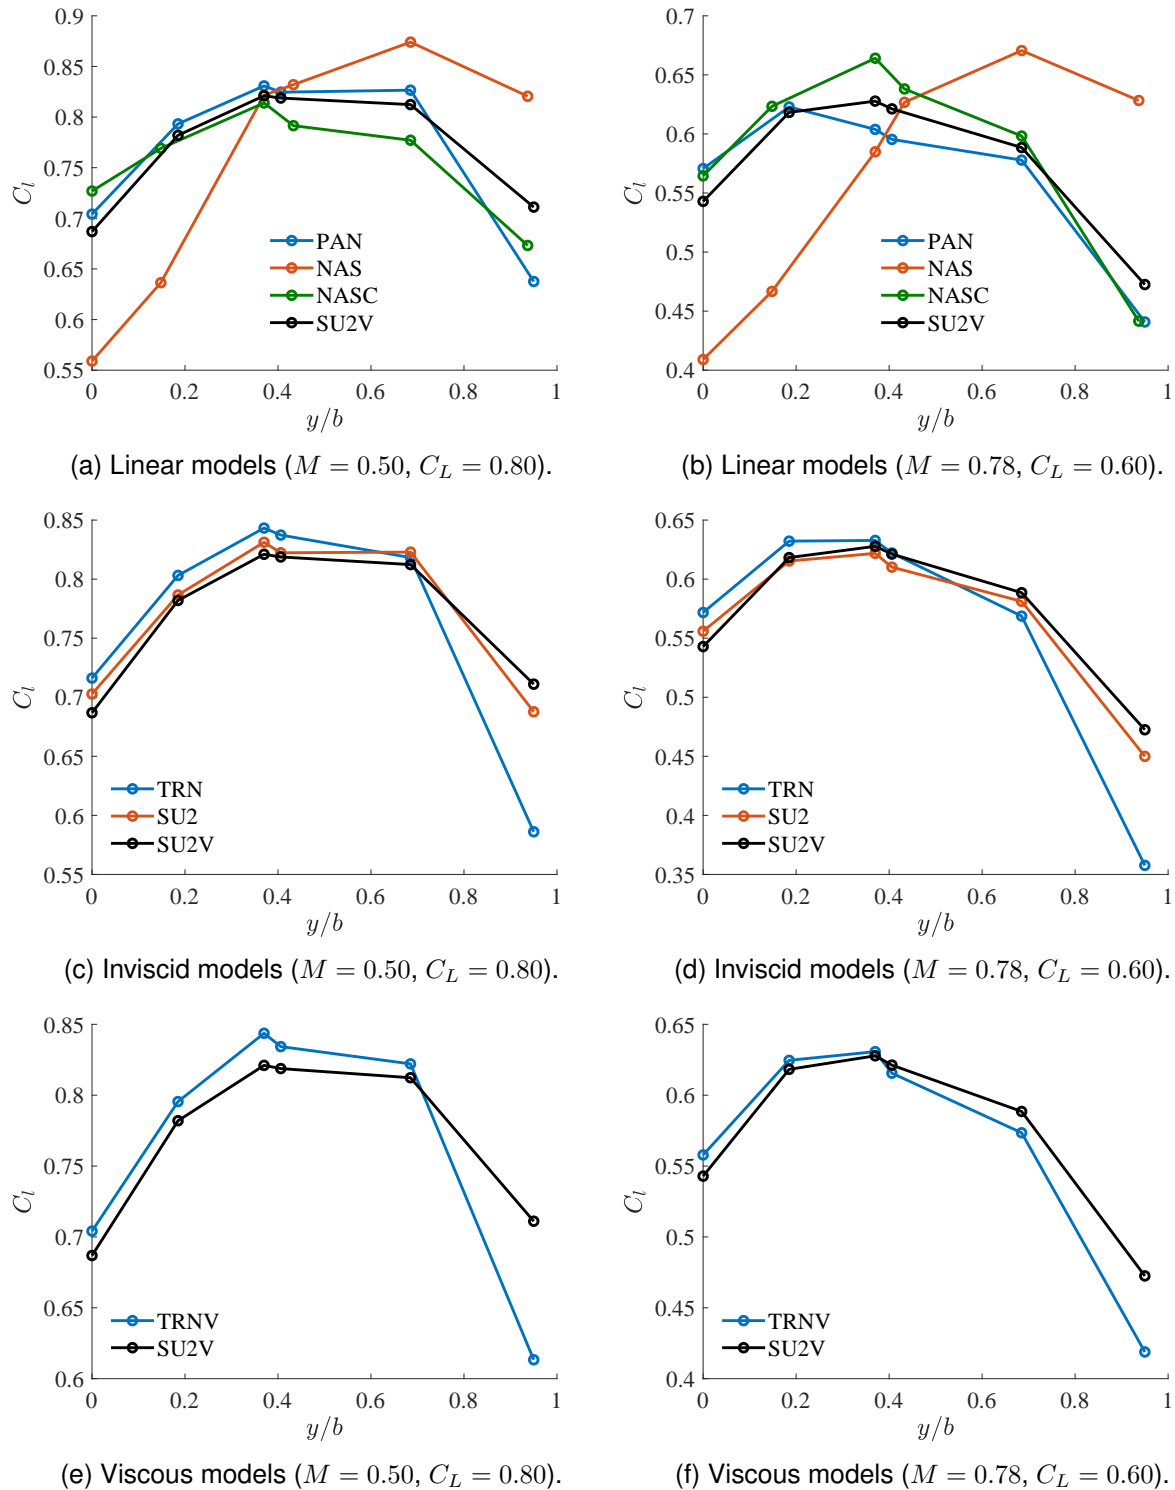 0.9
0.85
0.8
0.75
0.7
0.65
0.6
0.55
C_l
0 0.2 0.4 0.6 0.8 1
y/b
PAN
NAS
NASC
SU2V
(a) Linear models (M = 0.50, C_L = 0.80).
0.7
0.65
0.6
0.55
0.5
0.45
0.4
C_l
0 0.2 0.4 0.6 0.8 1
y/b
PAN
NAS
NASC
SU2V
(b) Linear models (M = 0.78, C_L = 0.60).
0.85
0.8
0.75
0.7
0.65
0.6
0.55
C_l
0 0.2 0.4 0.6 0.8 1
y/b
TRN
SU2
SU2V
(c) Inviscid models (M = 0.50, C_L = 0.80).
0.65
0.6
0.55
0.5
0.45
0.4
0.35
C_l
0 0.2 0.4 0.6 0.8 1
y/b
TRN
SU2
SU2V
(d) Inviscid models (M = 0.78, C_L = 0.60).
0.85
0.8
0.75
0.7
0.65
0.6
C_l
0 0.2 0.4 0.6 0.8 1
y/b
TRNV
SU2V
(e) Viscous models (M = 0.50, C_L = 0.80).
0.65
0.6
0.55
0.5
0.45
0.4
C_l
0 0.2 0.4 0.6 0.8 1
y/b
TRNV
SU2V
(f) Viscous models (M = 0.78, C_L = 0.60).